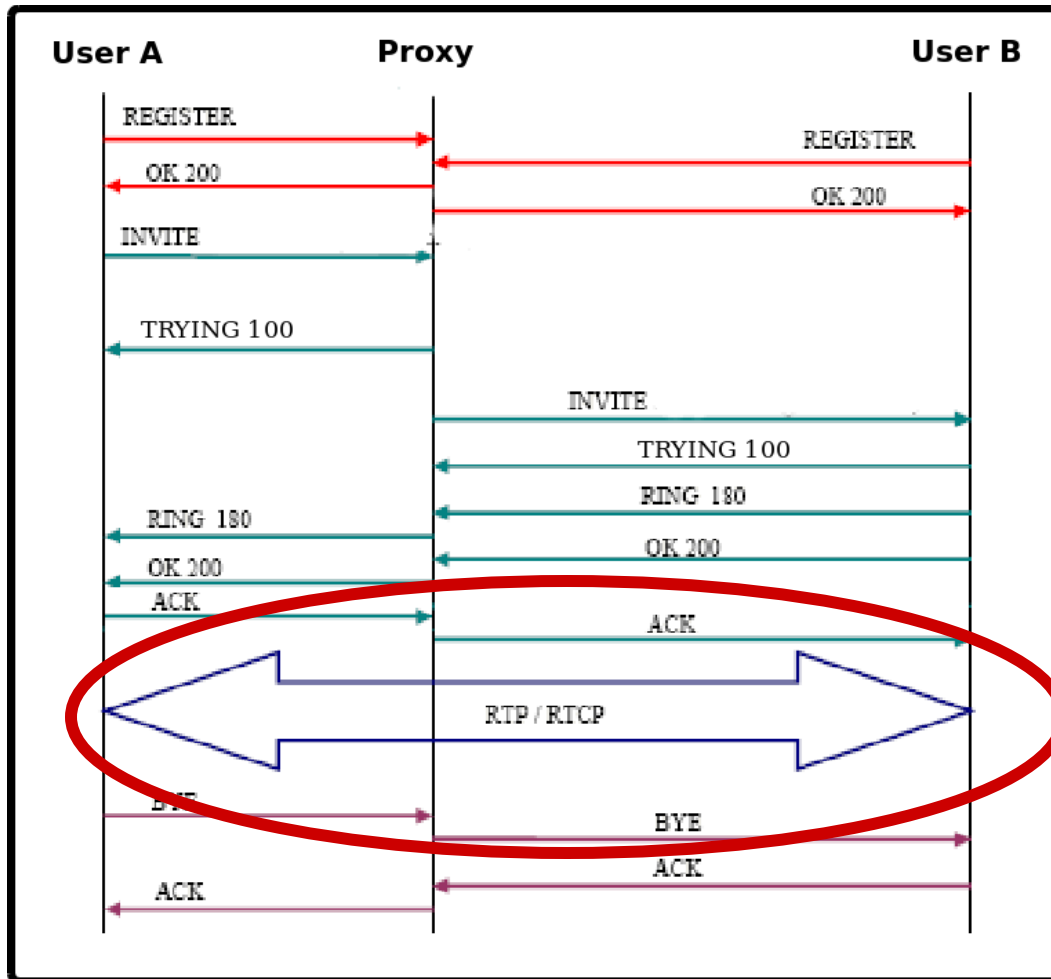 User A
Proxy
User B
REGISTER
REGISTER
OK 200
OK 200
INVITE
TRYING 100
INVITE
TRYING 100
RING 180
RING 180
OK 200
OK 200
ACK
ACK
RTP / RTCP
BYE
BYE
ACK
ACK